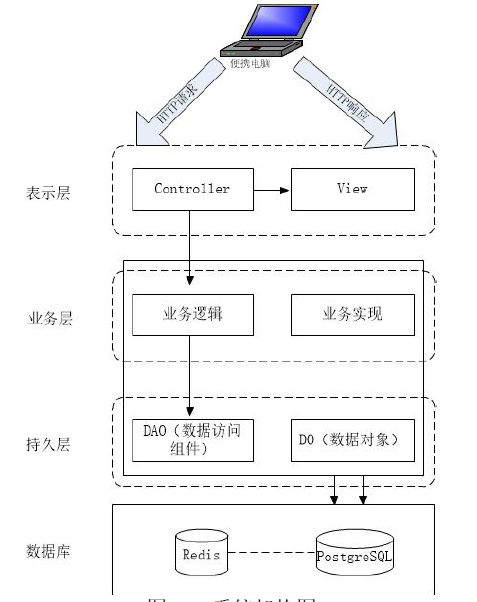 便携电脑
HTTP请求
HTTP响应
表示层
Controller
View
业务层
业务逻辑
业务实现
持久层
DAO（数据访问
组件）
DO（数据对象）
数据库
Redis
PostgreSQL